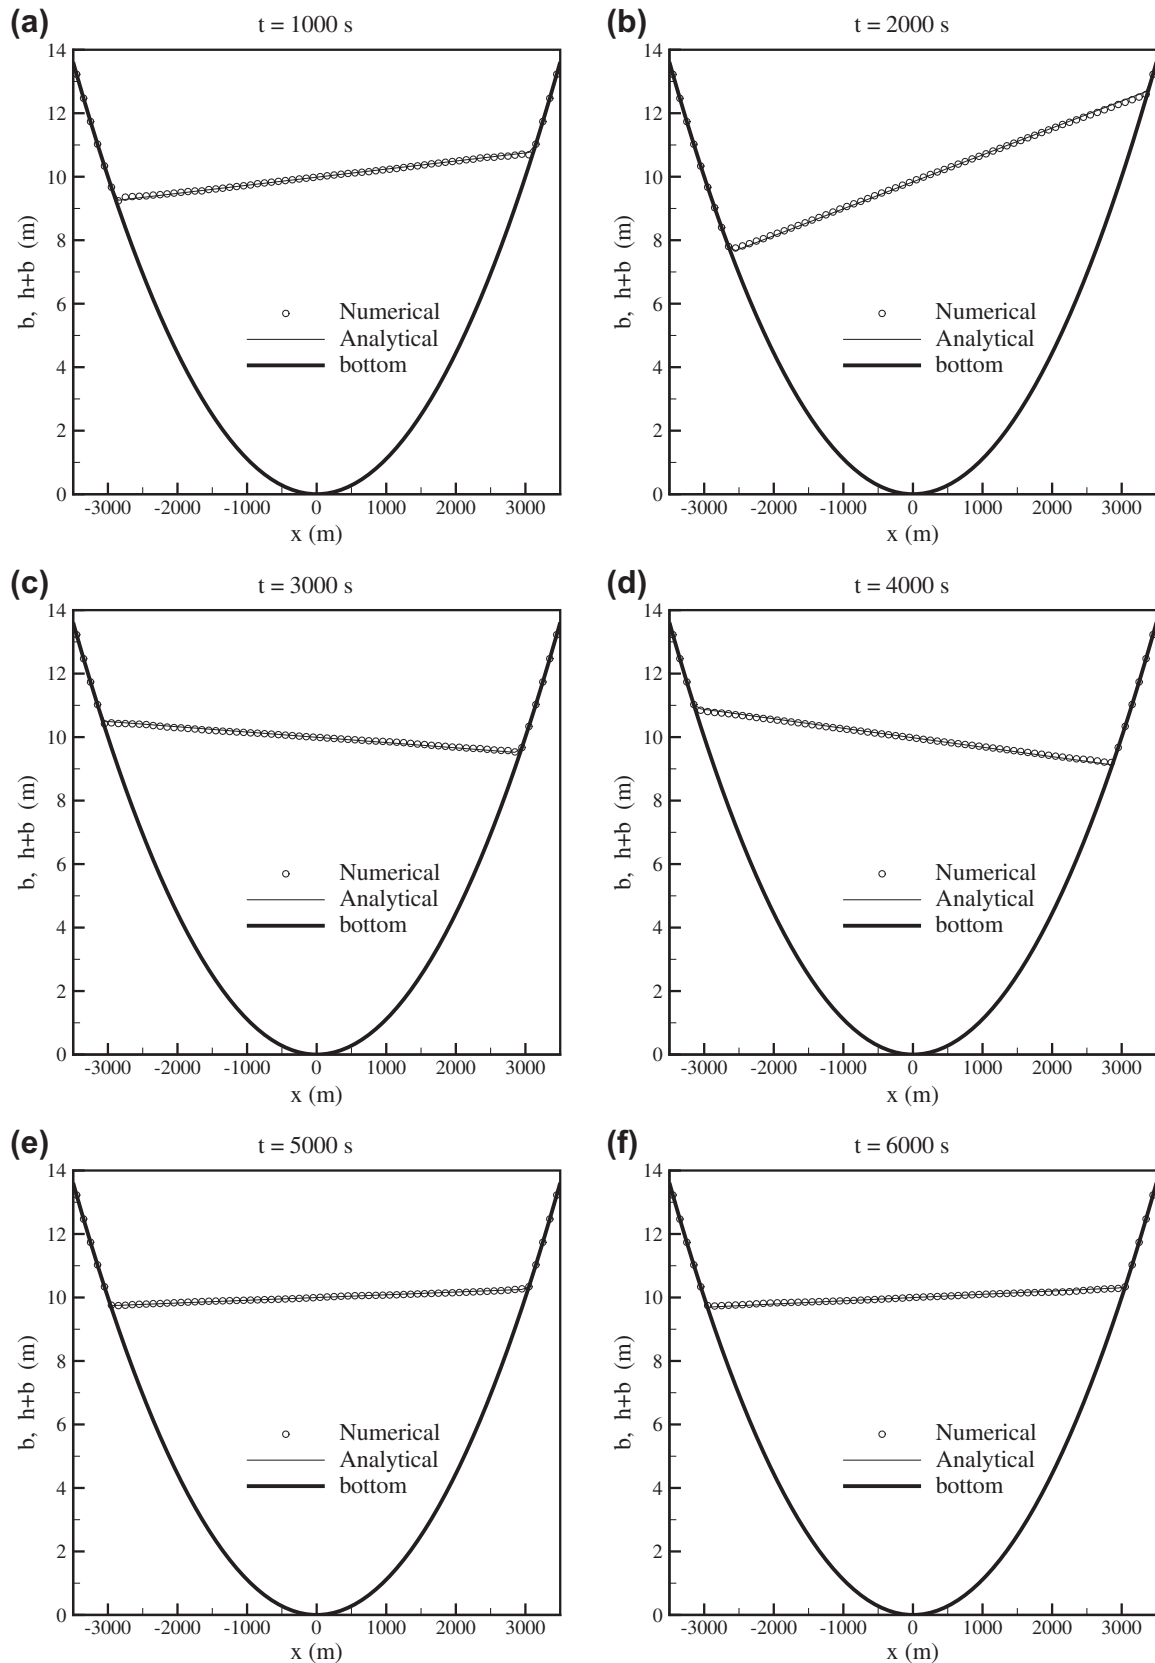 (a)
t = 1000 s
14
12
10
8
6
4
2
0
b, h+b (m)
Numerical
Analytical
bottom
-3000 -2000 -1000 0 1000 2000 3000
x (m)
(b)
t = 2000 s
14
12
10
8
6
4
2
0
b, h+b (m)
Numerical
Analytical
bottom
-3000 -2000 -1000 0 1000 2000 3000
x (m)
(c)
t = 3000 s
14
12
10
8
6
4
2
0
b, h+b (m)
Numerical
Analytical
bottom
-3000 -2000 -1000 0 1000 2000 3000
x (m)
(d)
t = 4000 s
14
12
10
8
6
4
2
0
b, h+b (m)
Numerical
Analytical
bottom
-3000 -2000 -1000 0 1000 2000 3000
x (m)
(e)
t = 5000 s
14
12
10
8
6
4
2
0
b, h+b (m)
Numerical
Analytical
bottom
-3000 -2000 -1000 0 1000 2000 3000
x (m)
(f)
t = 6000 s
14
12
10
8
6
4
2
0
b, h+b (m)
Numerical
Analytical
bottom
-3000 -2000 -1000 0 1000 2000 3000
x (m)